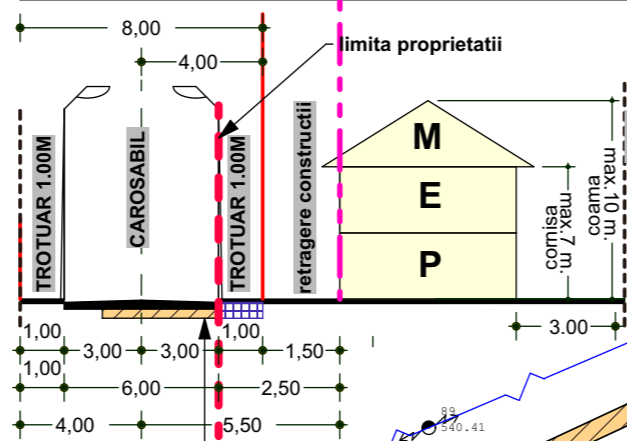 8,00
4,00
limita proprietatii
TROTUAR 1.00M
CAROSABIL
TROTUAR 1.00M
retragere constructii
M
E
P
max. 10 m.
coama
max.7 m.
cornisa
1,00
3,00
3,00
1,00
1,50
3.00
1,00
6,00
2,50
4,00
5,50
89
540.41